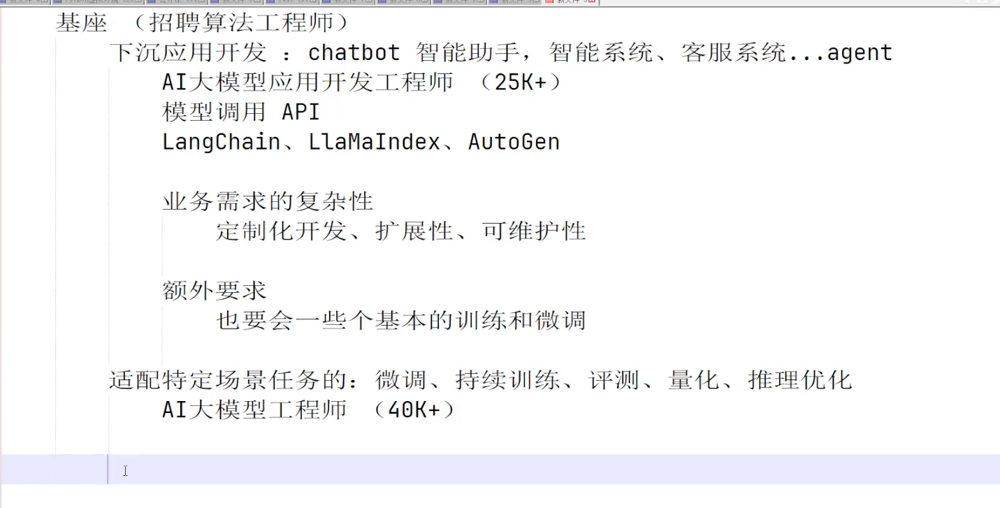 基座 （招聘算法工程师）
下沉应用开发 ：chatbot 智能助手，智能系统、客服系统...agent
AI大模型应用开发工程师 （25K+）
模型调用 API
LangChain、LlaMaIndex、AutoGen
业务需求的复杂性
定制化开发、扩展性、可维护性
额外要求
也要会一些个基本的训练和微调
适配特定场景任务的：微调、持续训练、评测、量化、推理优化
AI大模型工程师 （40K+）